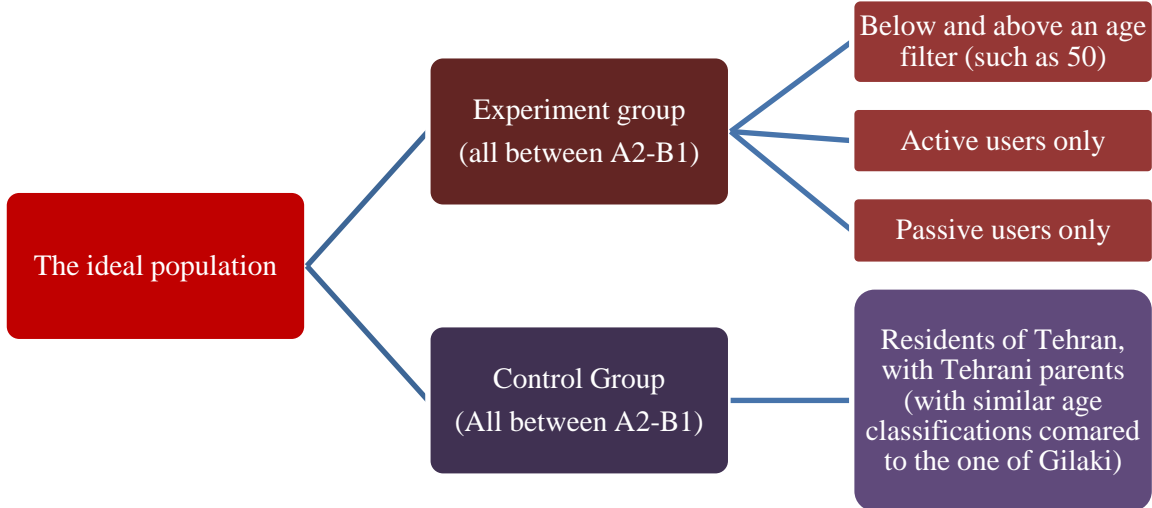 The ideal population
Experiment group
(all between A2-B1)
Below and above an age
filter (such as 50)
Active users only
Passive users only
Control Group
(All between A2-B1)
Residents of Tehran,
with Tehrani parents
(with similar age
classifications comared
to the one of Gilaki)